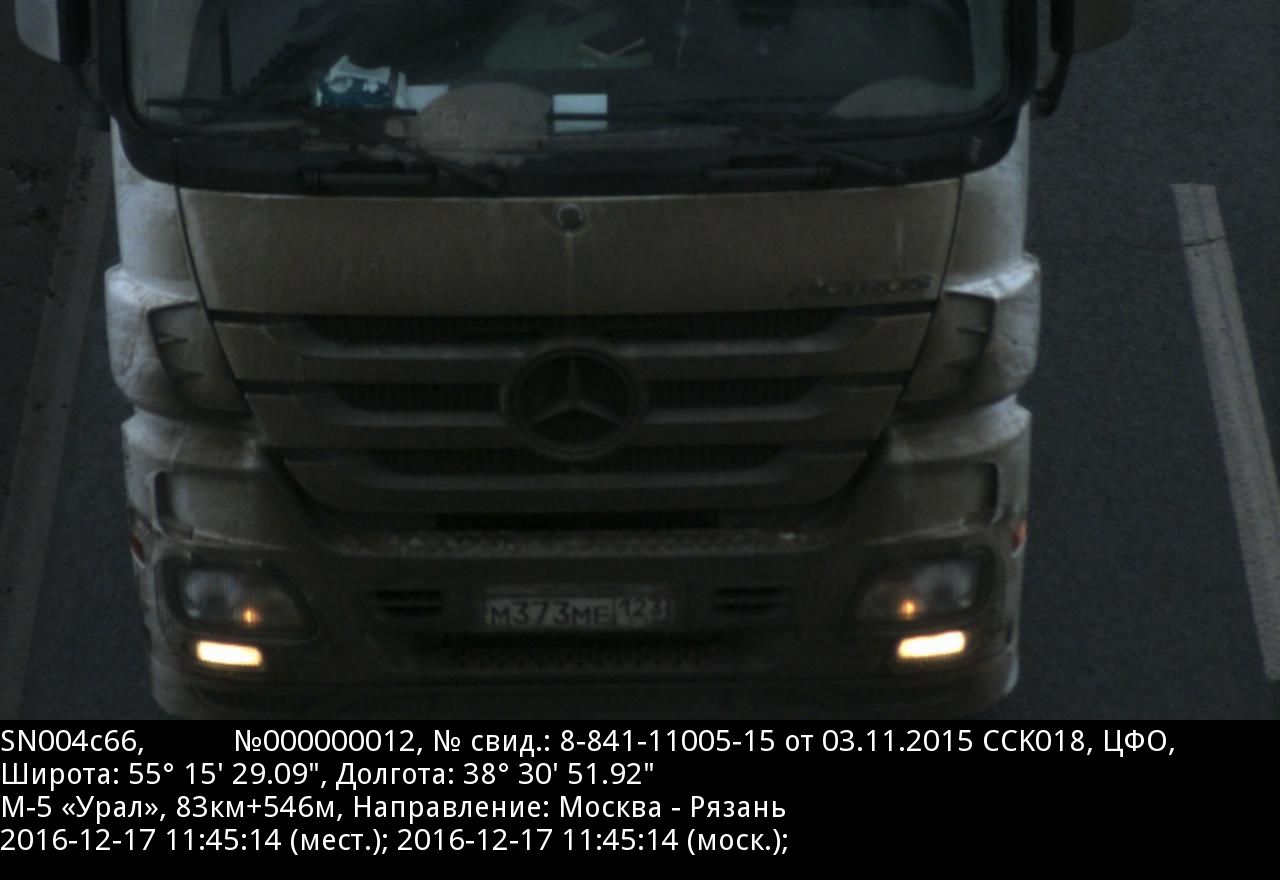 ACTROS
М373МЕ 123
SN004c66, №000000012, № свид.: 8-841-11005-15 от 03.11.2015 ССК018, ЦФО,
Широта: 55° 15' 29.09", Долгота: 38° 30' 51.92"
М-5 «Урал», 83км+546м, Направление: Москва - Рязань
2016-12-17 11:45:14 (мест.); 2016-12-17 11:45:14 (моск.);